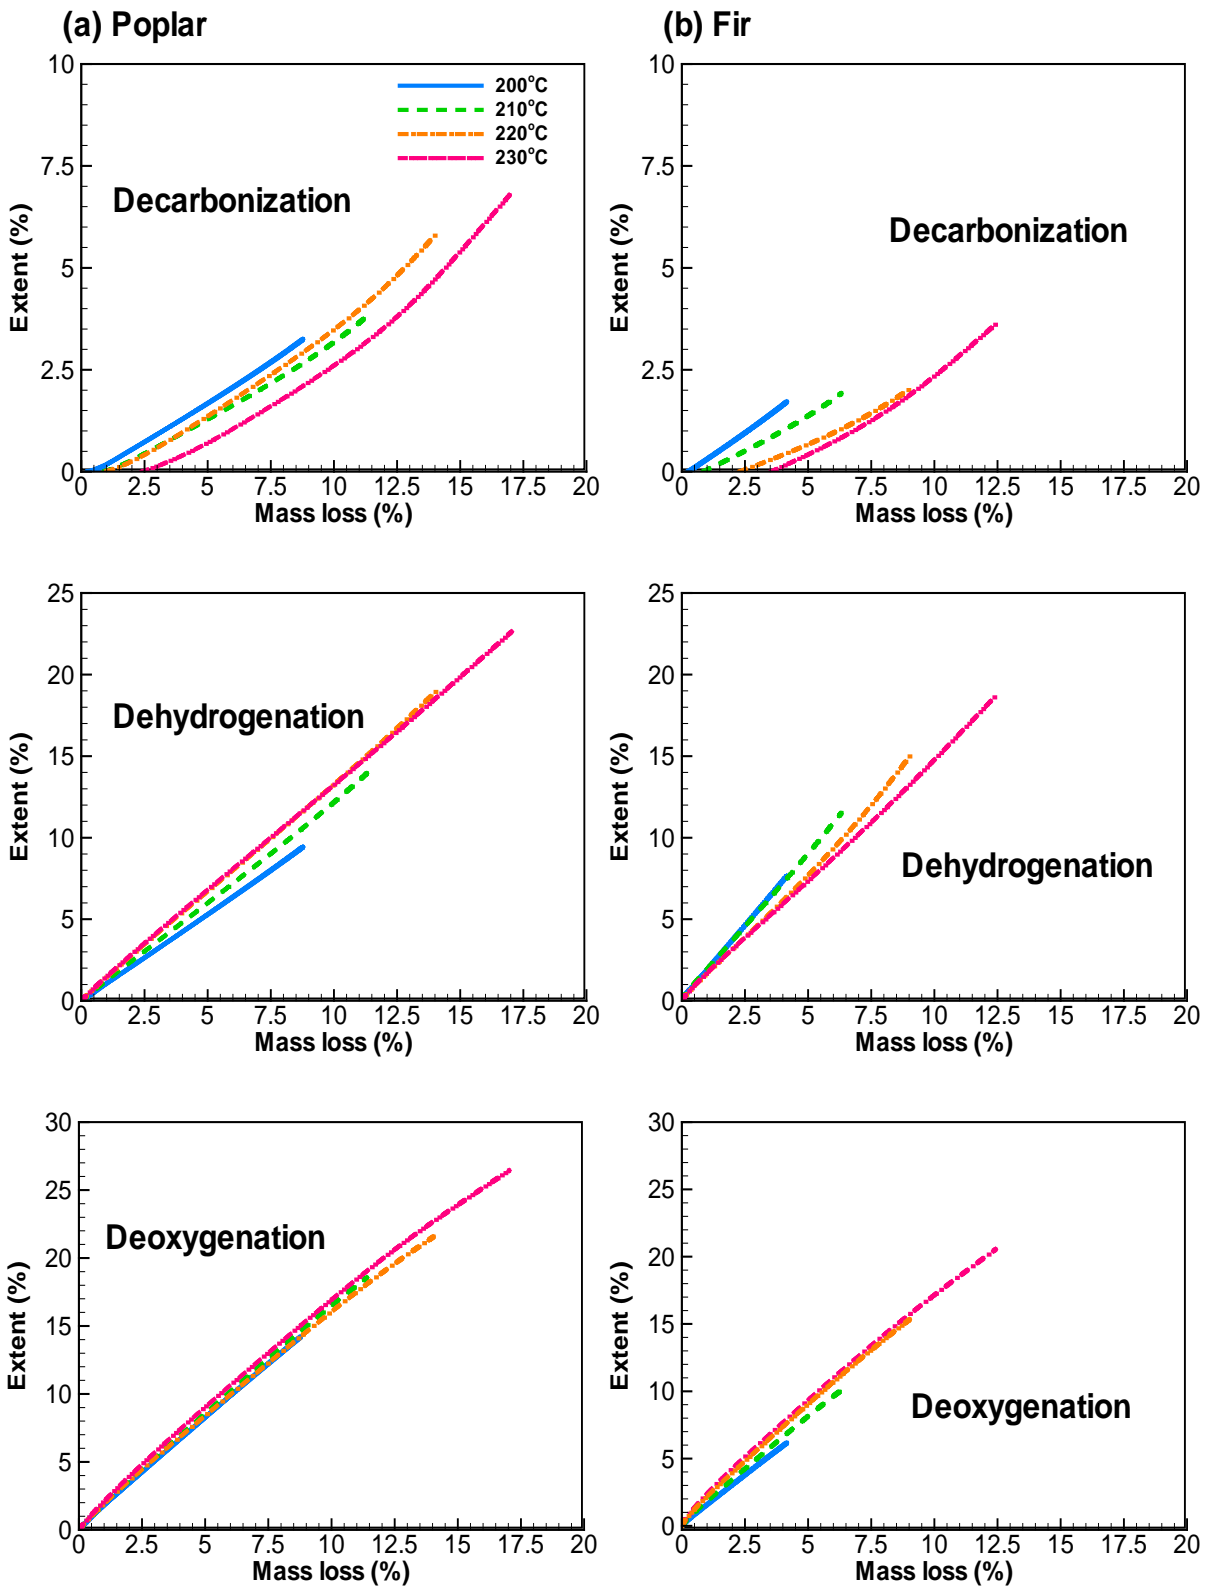 (a) Poplar
(b) Fir
10
7.5
5
2.5
0
Extent (%)
Decarbonization
200°C
210°C
220°C
230°C
0 2.5 5 7.5 10 12.5 15 17.5 20
Mass loss (%)
10
7.5
5
2.5
0
Extent (%)
Decarbonization
0 2.5 5 7.5 10 12.5 15 17.5 20
Mass loss (%)
25
20
15
10
5
0
Extent (%)
Dehydrogenation
0 2.5 5 7.5 10 12.5 15 17.5 20
Mass loss (%)
25
20
15
10
5
0
Extent (%)
Dehydrogenation
0 2.5 5 7.5 10 12.5 15 17.5 20
Mass loss (%)
30
25
20
15
10
5
0
Extent (%)
Deoxygenation
0 2.5 5 7.5 10 12.5 15 17.5 20
Mass loss (%)
30
25
20
15
10
5
0
Extent (%)
Deoxygenation
0 2.5 5 7.5 10 12.5 15 17.5 20
Mass loss (%)